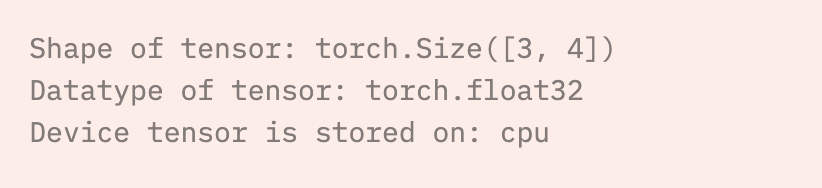 Shape of tensor: torch.Size([3, 4])
Datatype of tensor: torch.float32
Device tensor is stored on: cpu